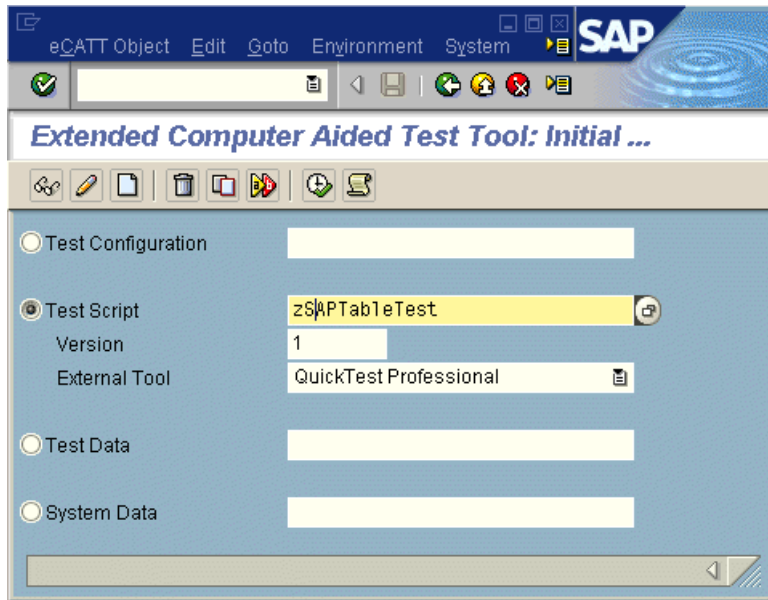 eCATT Object Edit Goto Environment System SAP
Extended Computer Aided Test Tool: Initial ...
Test Configuration
Test Script zSAPTableTest
Version 1
External Tool QuickTest Professional
Test Data
System Data